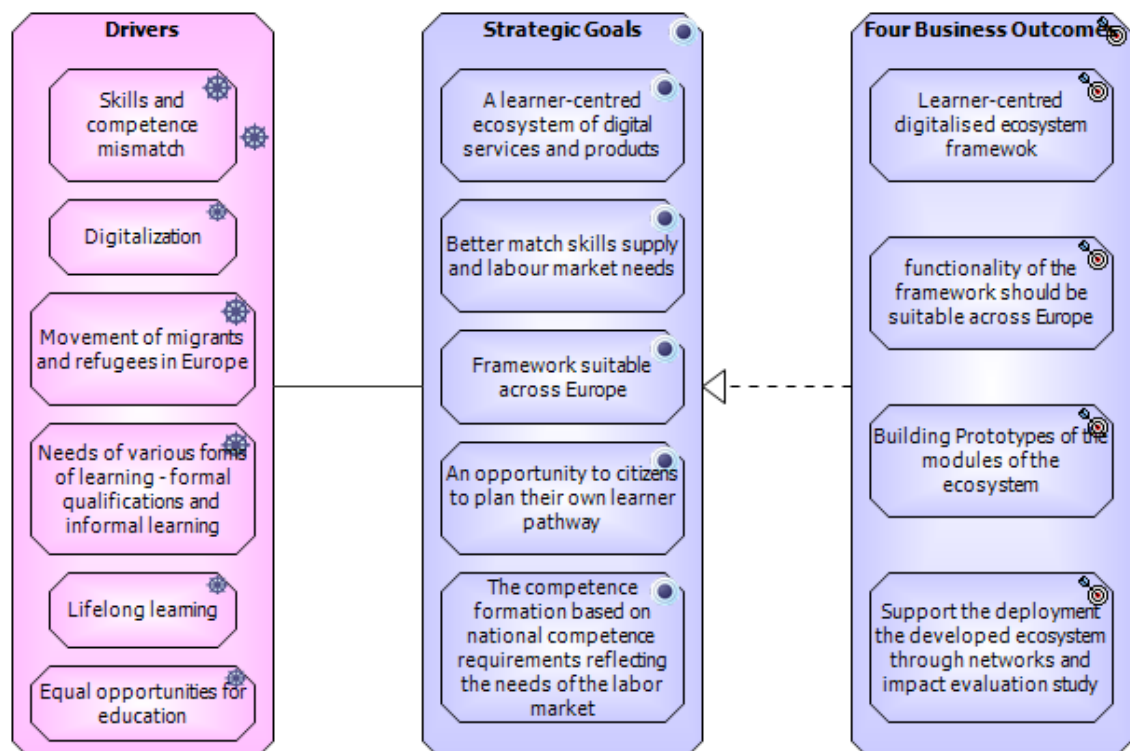 Drivers
Skills and
competence
mismatch
Digitalization
Movement of migrants
and refugees in Europe
Needs of various forms
of learning - formal
qualifications and
informal learning
Lifelong learning
Equal opportunities for
education
Strategic Goals
A learner-centred
ecosystem of digital
services and products
Better match skills supply
and labour market needs
Framework suitable
across Europe
An opportunity to citizens
to plan their own learner
pathway
The competence
formation based on
national competence
requirements reflecting
the needs of the labor
market
Four Business Outcomes
Learner-centred
digitalised ecosystem
framewok
functionality of the
framework should be
suitable across Europe
Building Prototypes of the
modules of the
ecosystem
Support the deployment
the developed ecosystem
through networks and
impact evaluation study